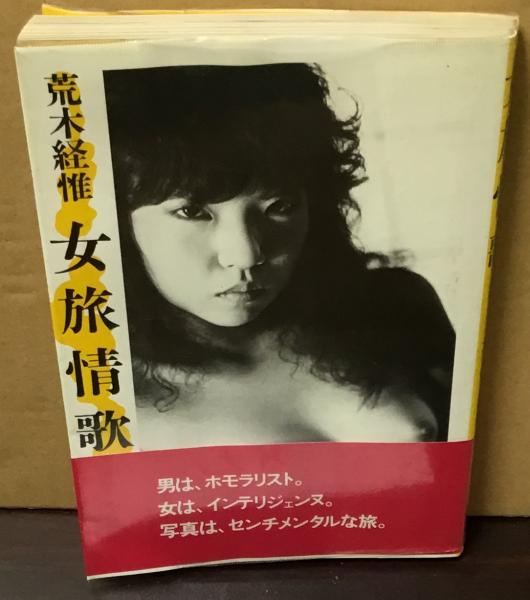 荒木経惟
女旅情歌
男は、ホモラリスト。
女は、インテリジェンヌ。
写真は、センチメンタルな旅。